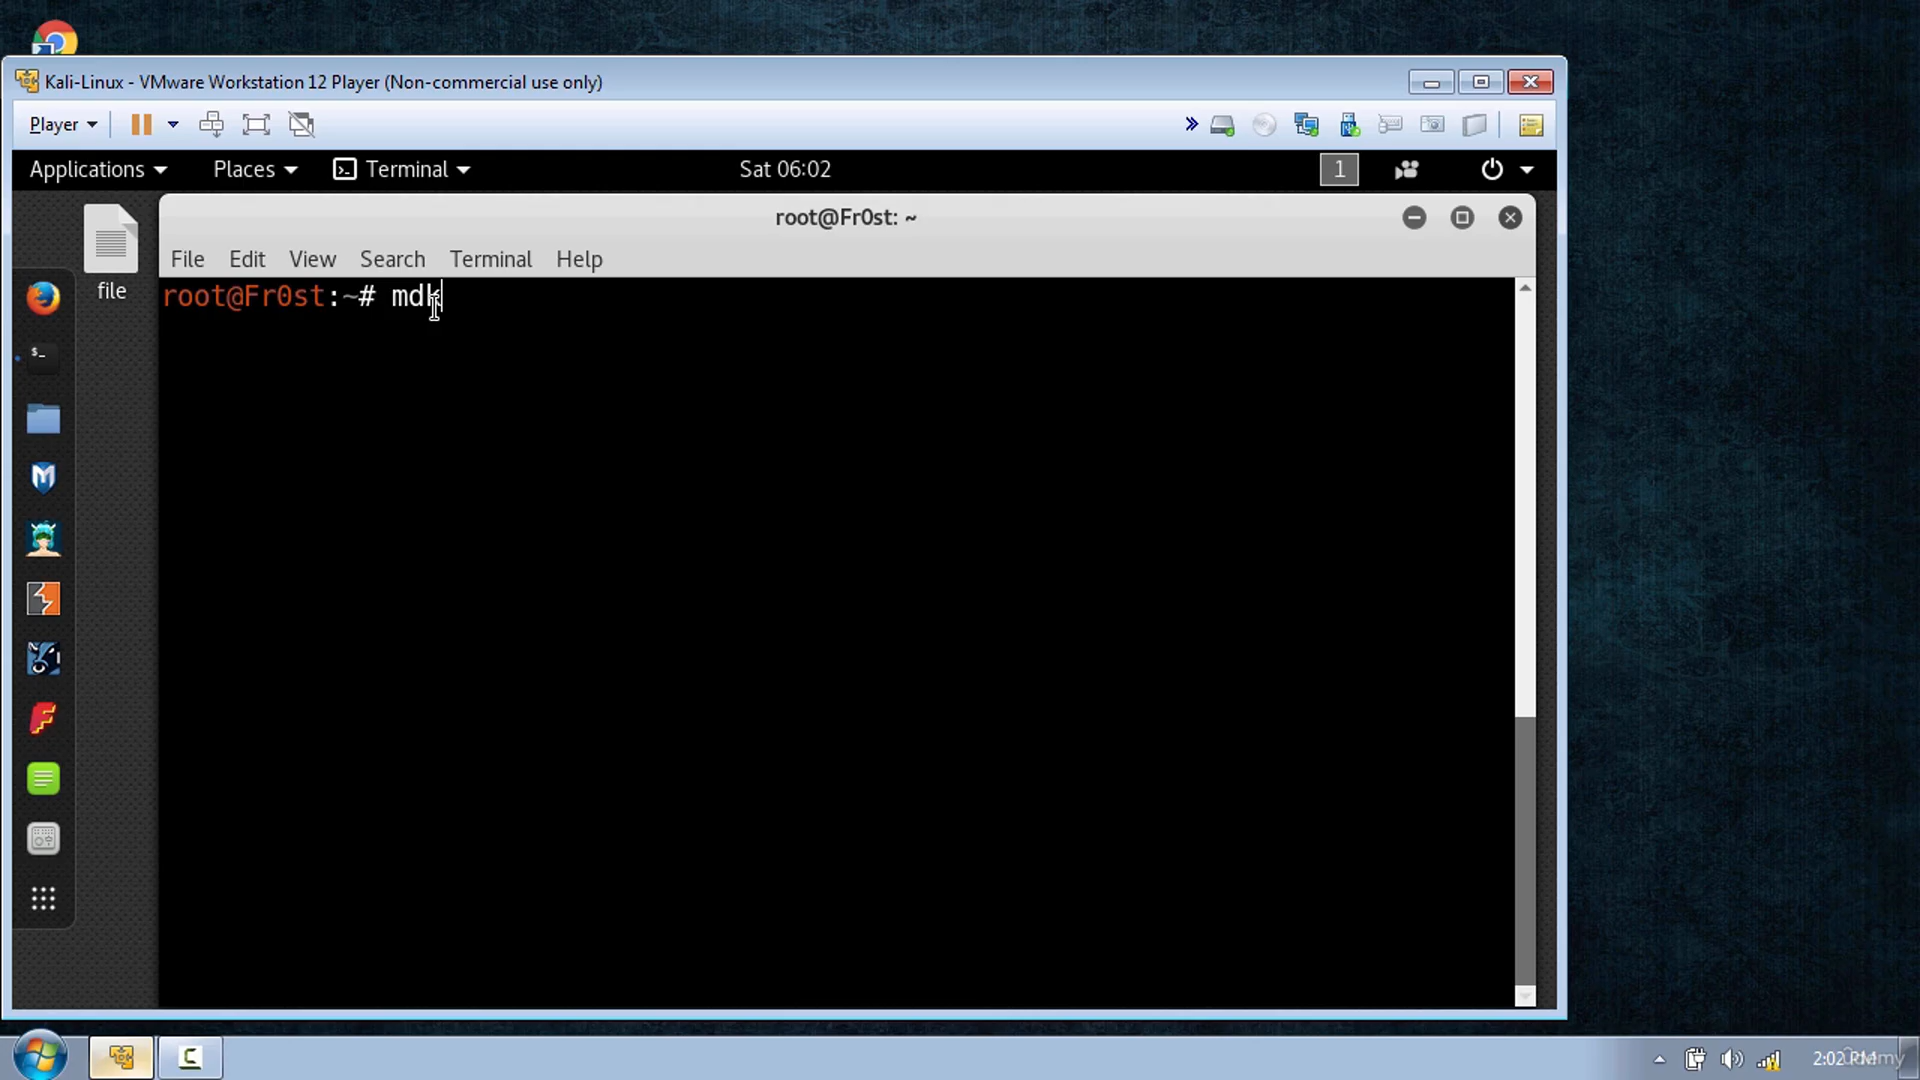 Kali-Linux - VMware Workstation 12 Player (Non-commercial use only)
Player
Applications Places Terminal Sat 06:02 1
root@Fr0st: ~
File Edit View Search Terminal Help
file
root@Fr0st:~# mdk
2:02 PM